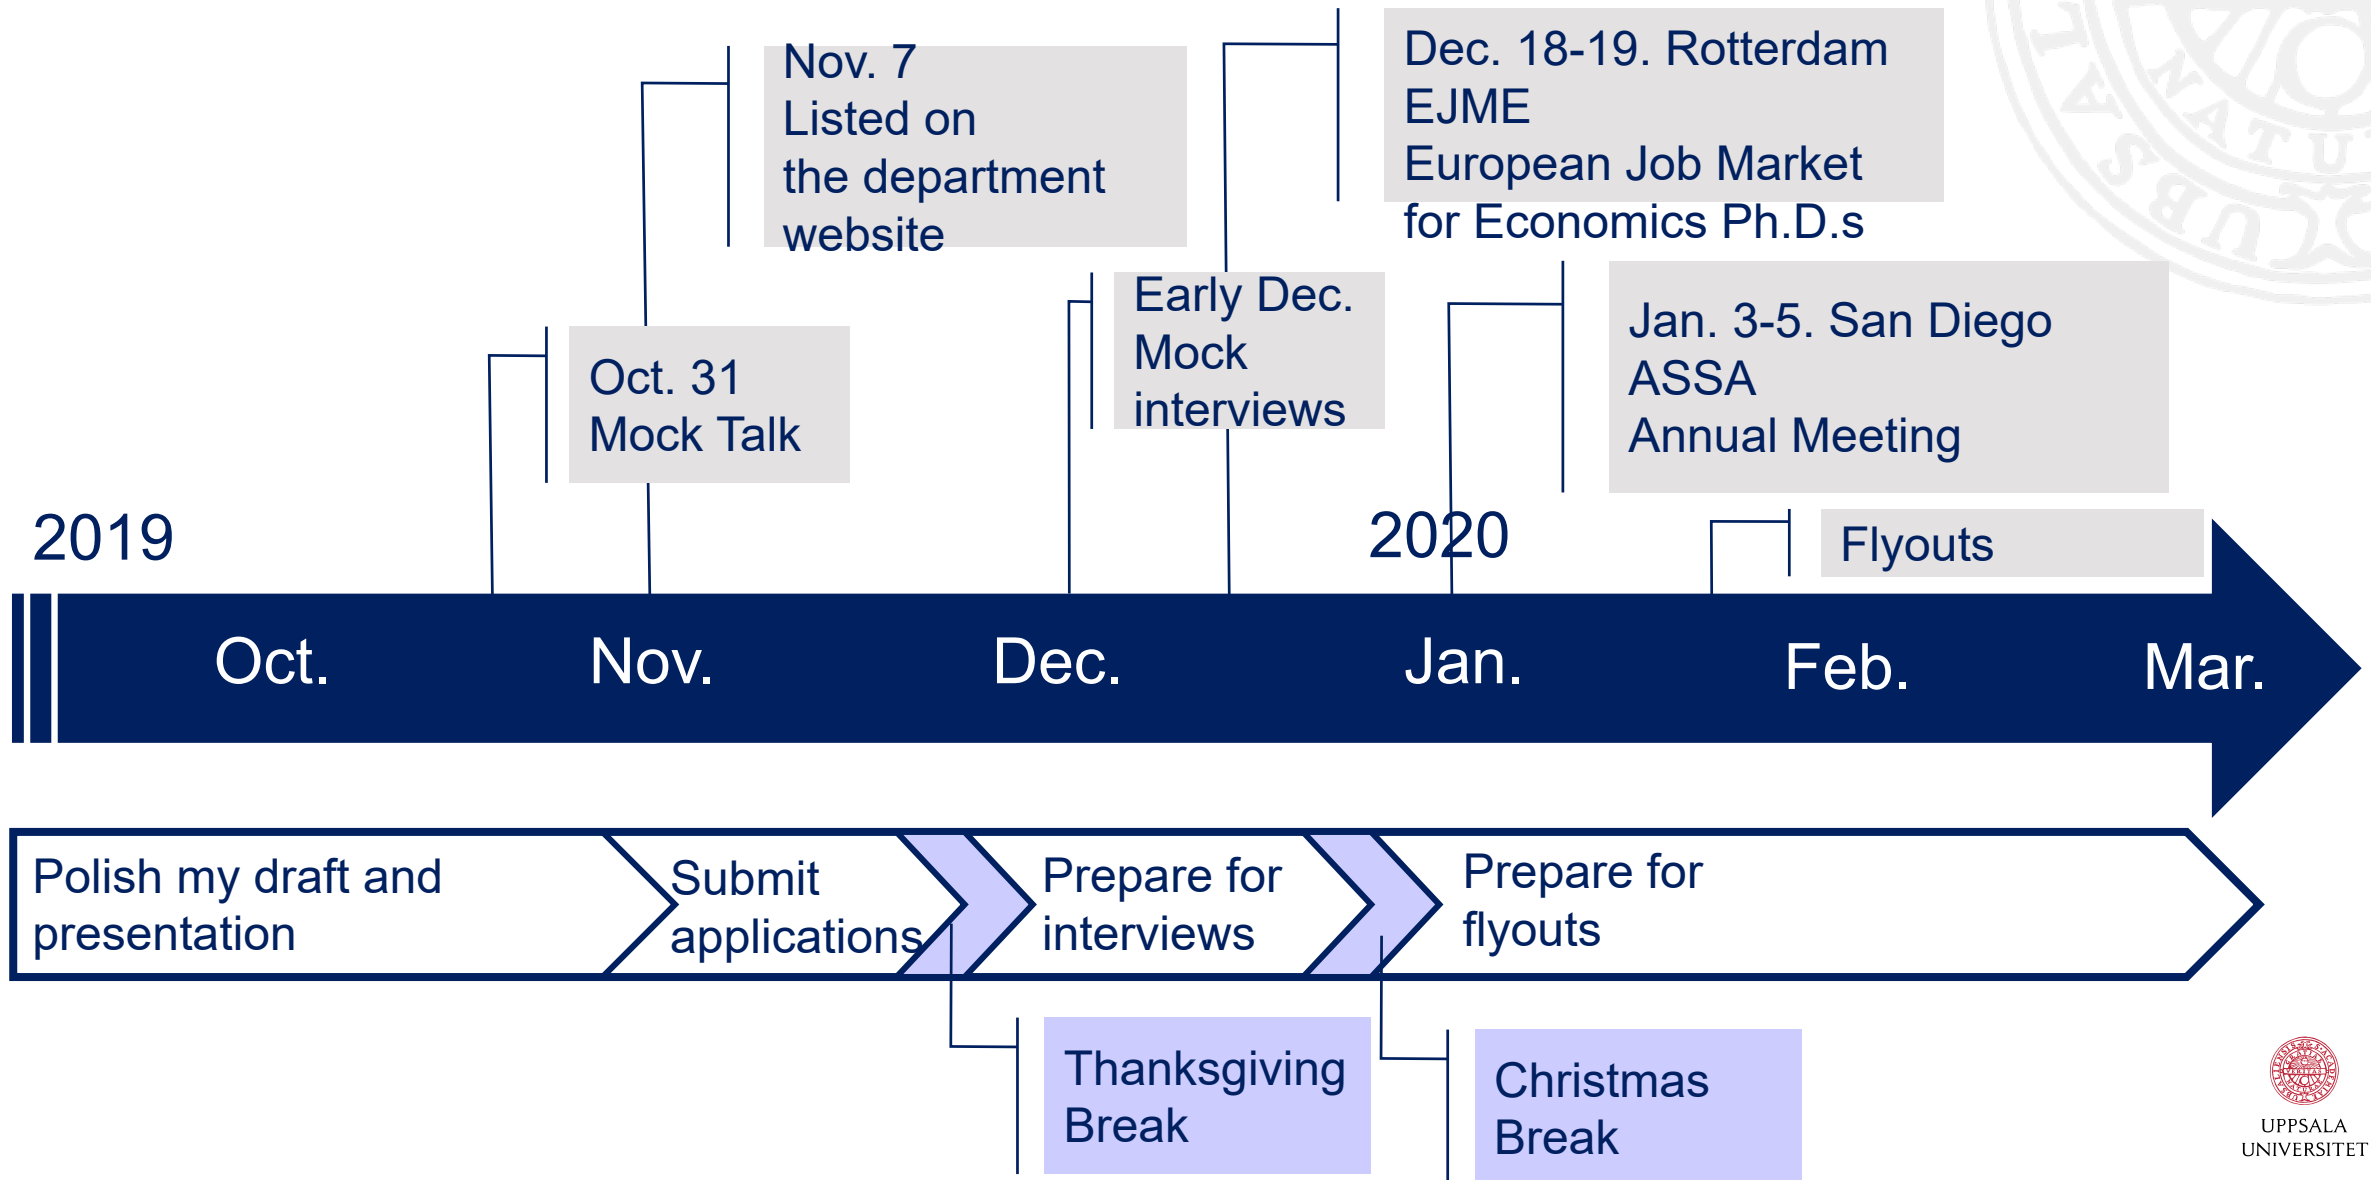 Nov. 7
Listed on
the department
website
Dec. 18-19. Rotterdam
EJME
European Job Market
for Economics Ph.D.s
Oct. 31
Mock Talk
Early Dec.
Mock
interviews
Jan. 3-5. San Diego
ASSA
Annual Meeting
2019
2020
Flyouts
Oct.
Nov.
Dec.
Jan.
Feb.
Mar.
Polish my draft and
presentation
Submit
applications
Prepare for
interviews
Prepare for
flyouts
Thanksgiving
Break
Christmas
Break
UPPSALA
UNIVERSITET